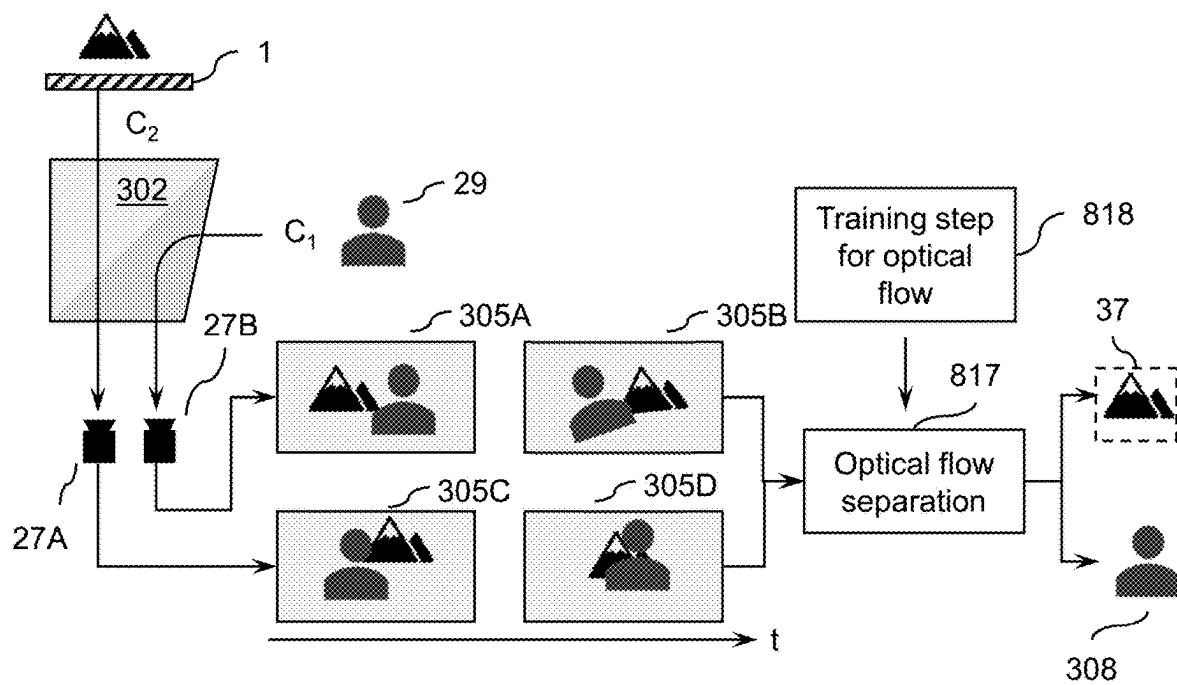 1
C2
302
29
C1
Training step
for optical
flow
818
27B
305A
305B
37
817
Optical flow
separation
27A
305C
305D
t
308